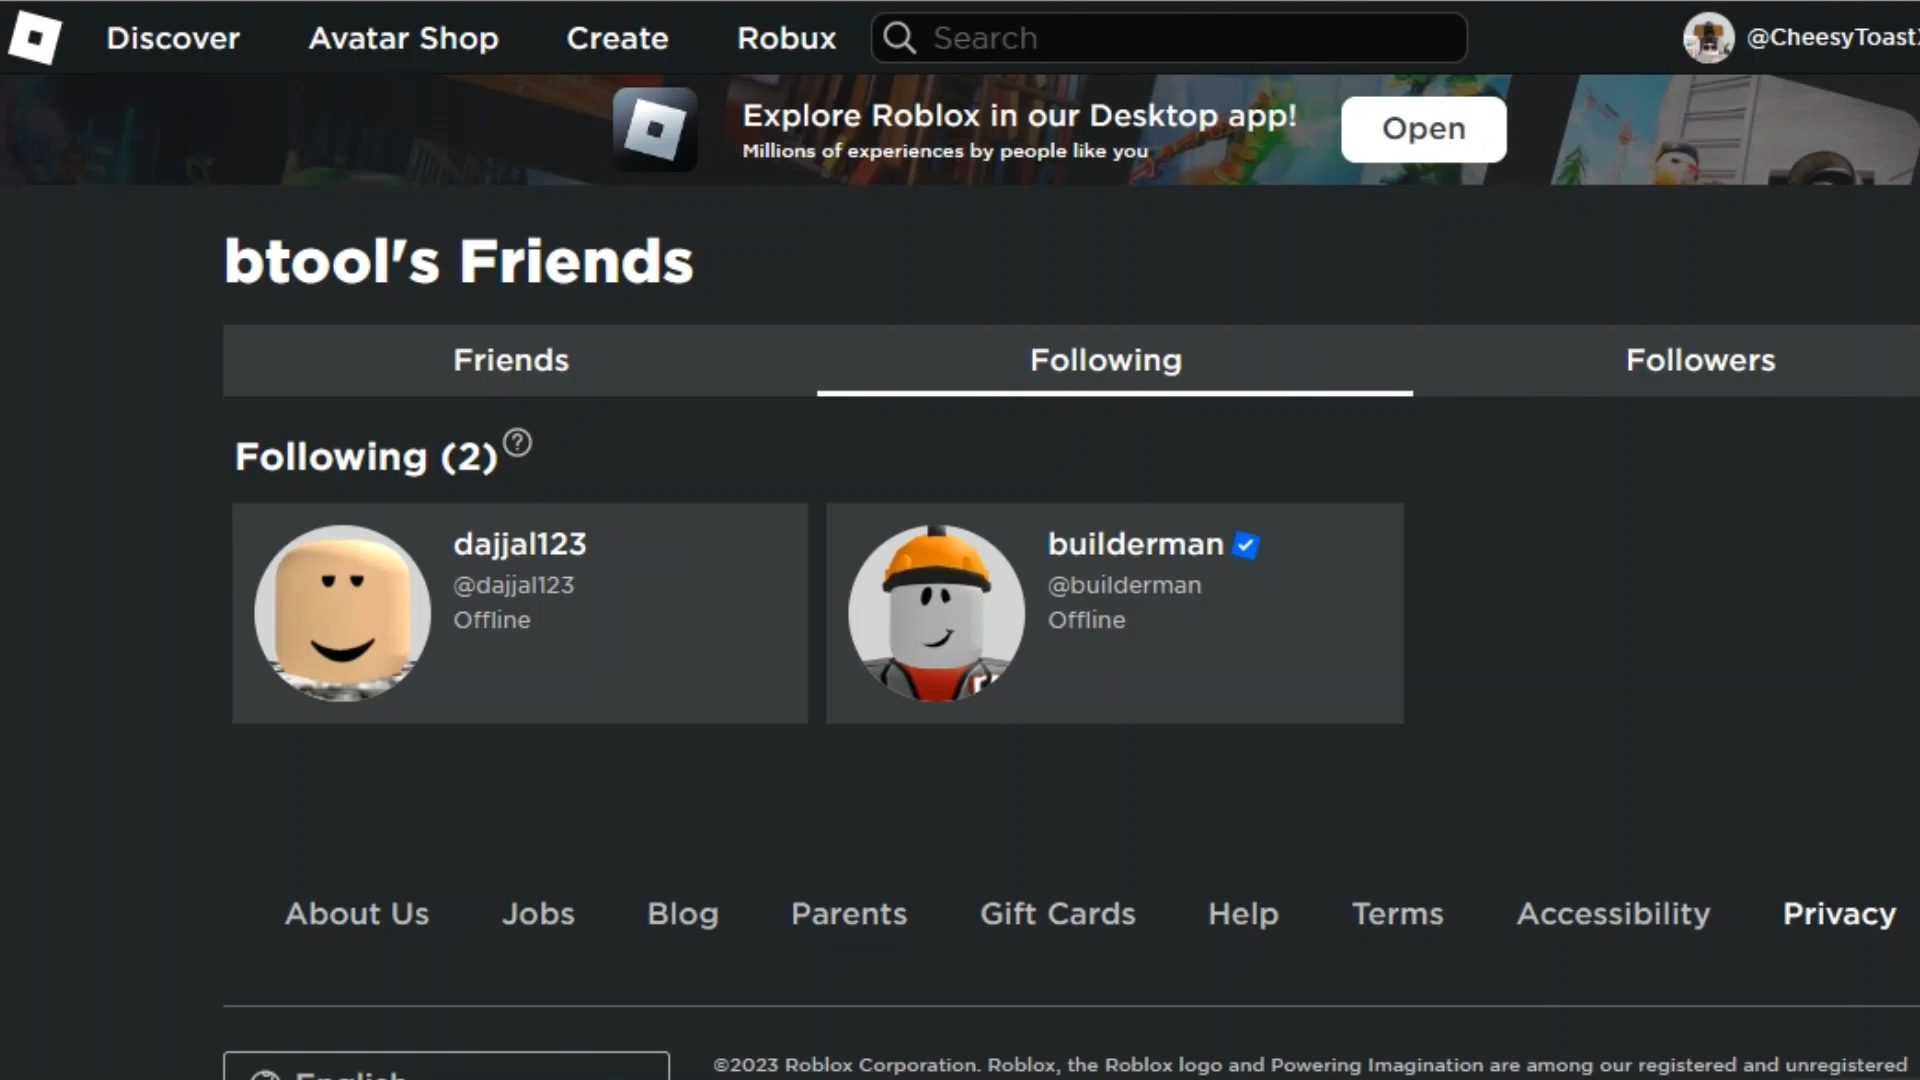 Discover Avatar Shop Create Robux Search @CheesyToast
Explore Roblox in our Desktop app!
Millions of experiences by people like you
Open
btool's Friends
Friends Following Followers
Following (2)
dajjal123
@dajjal123
Offline
builderman
@builderman
Offline
About Us Jobs Blog Parents Gift Cards Help Terms Accessibility Privacy
English
©2023 Roblox Corporation. Roblox, the Roblox logo and Powering Imagination are among our registered and unregistered